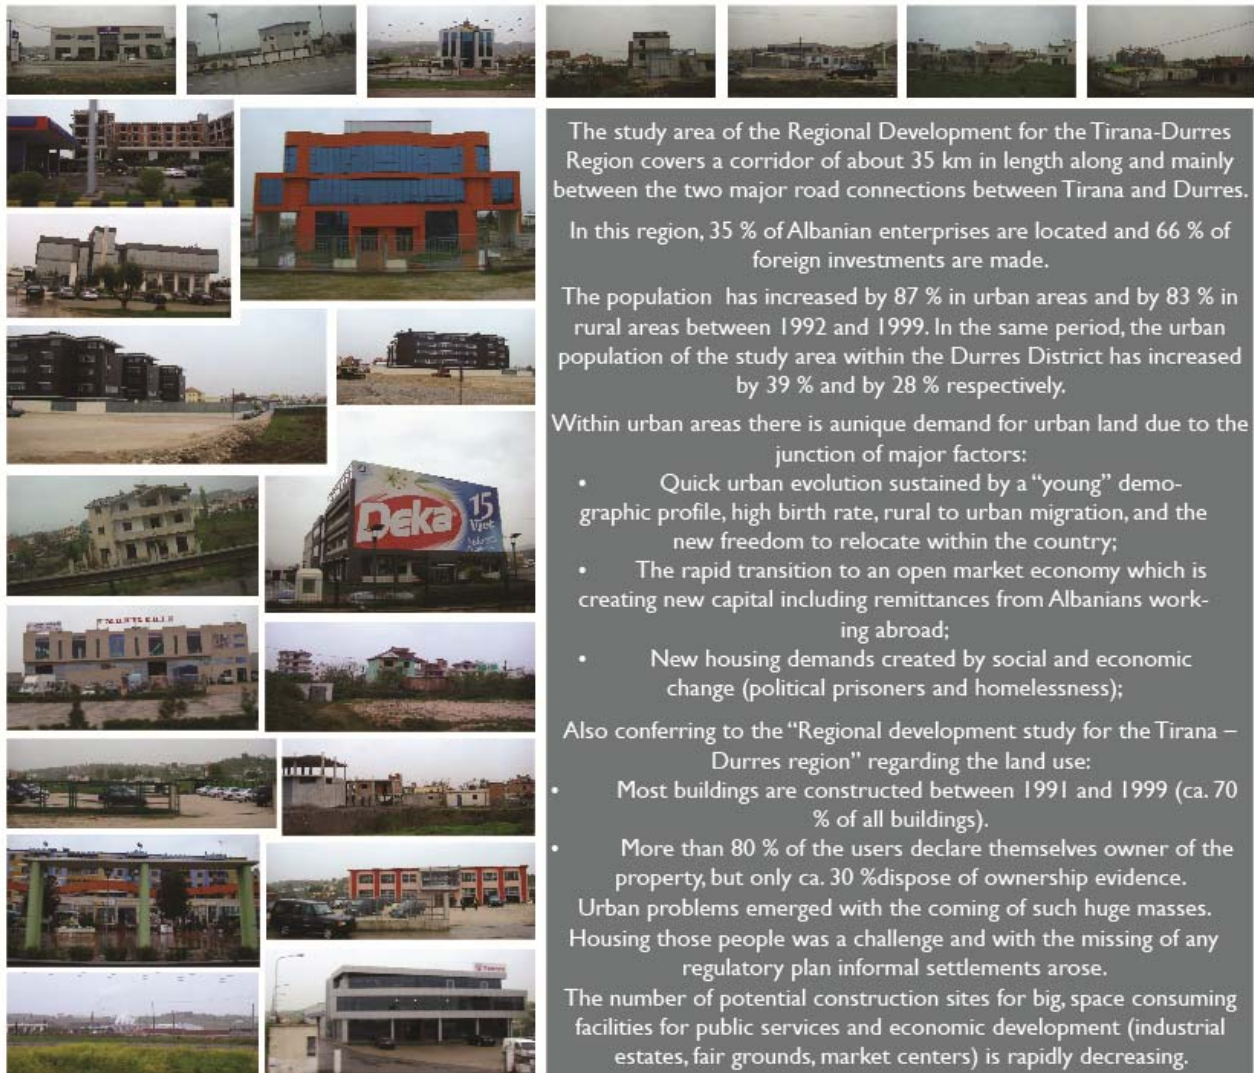 Deka
15
Vjet
The study area of the Regional Development for the Tirana-Durres
Region covers a corridor of about 35 km in length along and mainly
between the two major road connections between Tirana and Durres.
In this region, 35 % of Albanian enterprises are located and 66 % of
foreign investments are made.
The population has increased by 87 % in urban areas and by 83 % in
rural areas between 1992 and 1999. In the same period, the urban
population of the study area within the Durres District has increased
by 39 % and by 28 % respectively.
Within urban areas there is aunique demand for urban land due to the
junction of major factors:
• Quick urban evolution sustained by a “young” demo-
graphic profile, high birth rate, rural to urban migration, and the
new freedom to relocate within the country;
• The rapid transition to an open market economy which is
creating new capital including remittances from Albanians work-
ing abroad;
• New housing demands created by social and economic
change (political prisoners and homelessness);
Also conferring to the “Regional development study for the Tirana –
Durres region” regarding the land use:
• Most buildings are constructed between 1991 and 1999 (ca. 70
% of all buildings).
• More than 80 % of the users declare themselves owner of the
property, but only ca. 30 %dispose of ownership evidence.
Urban problems emerged with the coming of such huge masses.
Housing those people was a challenge and with the missing of any
regulatory plan informal settlements arose.
The number of potential construction sites for big, space consuming
facilities for public services and economic development (industrial
estates, fair grounds, market centers) is rapidly decreasing.